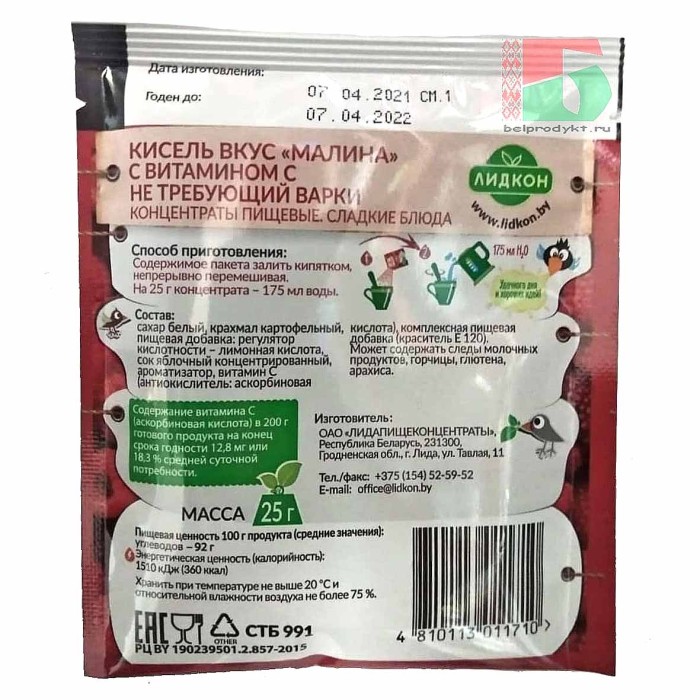 Дата изготовления:
Годен до:
07 04.2021 СМ.1
07.04.2022
belprodykt.ru
КИСЕЛЬ ВКУС «МАЛИНА»
С ВИТАМИНОМ С
НЕ ТРЕБУЮЩИЙ ВАРКИ
КОНЦЕНТРАТЫ ПИЩЕВЫЕ. СЛАДКИЕ БЛЮДА
ЛИДКОН
www.lidkon.by
Способ приготовления:
Содержимое пакета залить кипятком,
непрерывно перемешивая.
На 25 г концентрата – 175 мл воды.
1
2
175 мл H₂O
Удачного дня
и хороших идей!
Состав:
сахар белый, крахмал картофельный,
пищевая добавка: регулятор
кислотности – лимонная кислота,
сок яблочный концентрированный,
ароматизатор, витамин С
(антиокислитель: аскорбиновая
кислота), комплексная пищевая
добавка (краситель Е 120).
Может содержать следы молочных
продуктов, горчицы, глютена,
арахиса.
Содержание витамина С
(аскорбиновая кислота) в 200 г
готового продукта на конец
срока годности 12,8 мг или
18,3 % средней суточной
потребности.
Изготовитель:
ОАО «ЛИДАПИЩЕКОНЦЕНТРАТЫ»,
Республика Беларусь, 231300,
Гродненская обл., г. Лида, ул. Тавлая, 11
Тел./факс: +375 (154) 52-59-52
E-mail: office@lidkon.by
МАССА 25 г
Пищевая ценность 100 г продукта (средние значения):
углеводов – 92 г
Энергетическая ценность (калорийность):
1510 кДж (360 ккал)
Хранить при температуре не выше 20 °С и
относительной влажности воздуха не более 75 %.
EAC
OTHER
СТБ 991
РЦ BY 190239501.2.857-2015
4 810113 011710 >